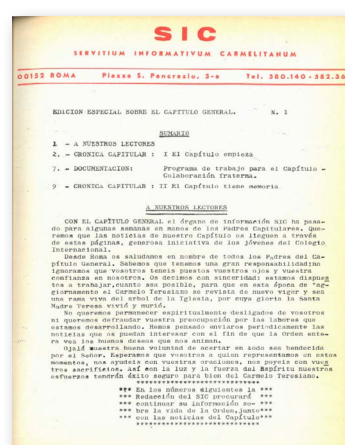 SIC
SERVITIUM INFORMATIVUM CARMELITANUM
00152 ROMA Piazza S. Pancrazio, 5-a Tel. 580.140 - 582.36
EDICION ESPECIAL SOBRE EL CAPITULO GENERAL. N. 1
SUMARIO
1 - A NUESTROS LECTORES
2. - CRONICA CAPITULAR : I El Capítulo empieza
7. - DOCUMENTACION: Programa de trabajo para el Capítulo -
Colaboración fraterna.
9 - CRONICA CAPITULAR : II El Capítulo tiene memoria
A NUESTROS LECTORES
CON EL CAPÍTULO GENERAL el órgano de información SIC ha pasa-
do para algunas semanas en manos de los Padres Capitulares. Que-
remos que las noticias de nuestro Capítulo os lleguen a través
de estas páginas, generosa iniciativa de los jóvenes del Colegio
Internacional.
Desde Roma os saludamos en nombre de todos los Padres del Ca-
pítulo General. Sabemos que tenemos una gran responsabilidad no
ignoramos que vosotros teneis puestos vuestros ojos y vuestra
confianza en nosotros. Os decimos con sinceridad: estamos dispues
tos a trabajar, cuanto sea posible, para que en esta época de "ag-
giornamento el Carmelo Teresiano se revista de nuevo vigor y sea
una rama viva del árbol de la Iglesia, por cuya gloria la Santa
Madre Teresa vivió y murió.
No queremos permanecer espiritualmente desligados de vosotros
ni queremos defraudar vuestra preocupación por las labores que
estamos desarrollando. Hemos pensado enviaros periodicamente las
noticias que os puedan interesar con el fin de que la Orden ente-
ra vea los buenos deseos que nos animan.
Ojalá nuestra buena voluntad de acertar en todo sea bendecida
por el Señor. Esperamos que vosotros a quien representamos en estos
momentos, nos ayudeis con vuestras oraciones, nos apoyeis con vues
tros sacrificios. Así con la luz y la fuerza del Espíritu nuestros
esfuerzos tendrán éxito seguro para bien del Carmelo Teresiano.
*****************************
*** En los números siguientes la ***
*** Redacción del SIC procurará ***
*** continuar su información so- ***
*** bre la vida de la Orden, junto ***
*** con las noticias del Capítulo ***
*****************************